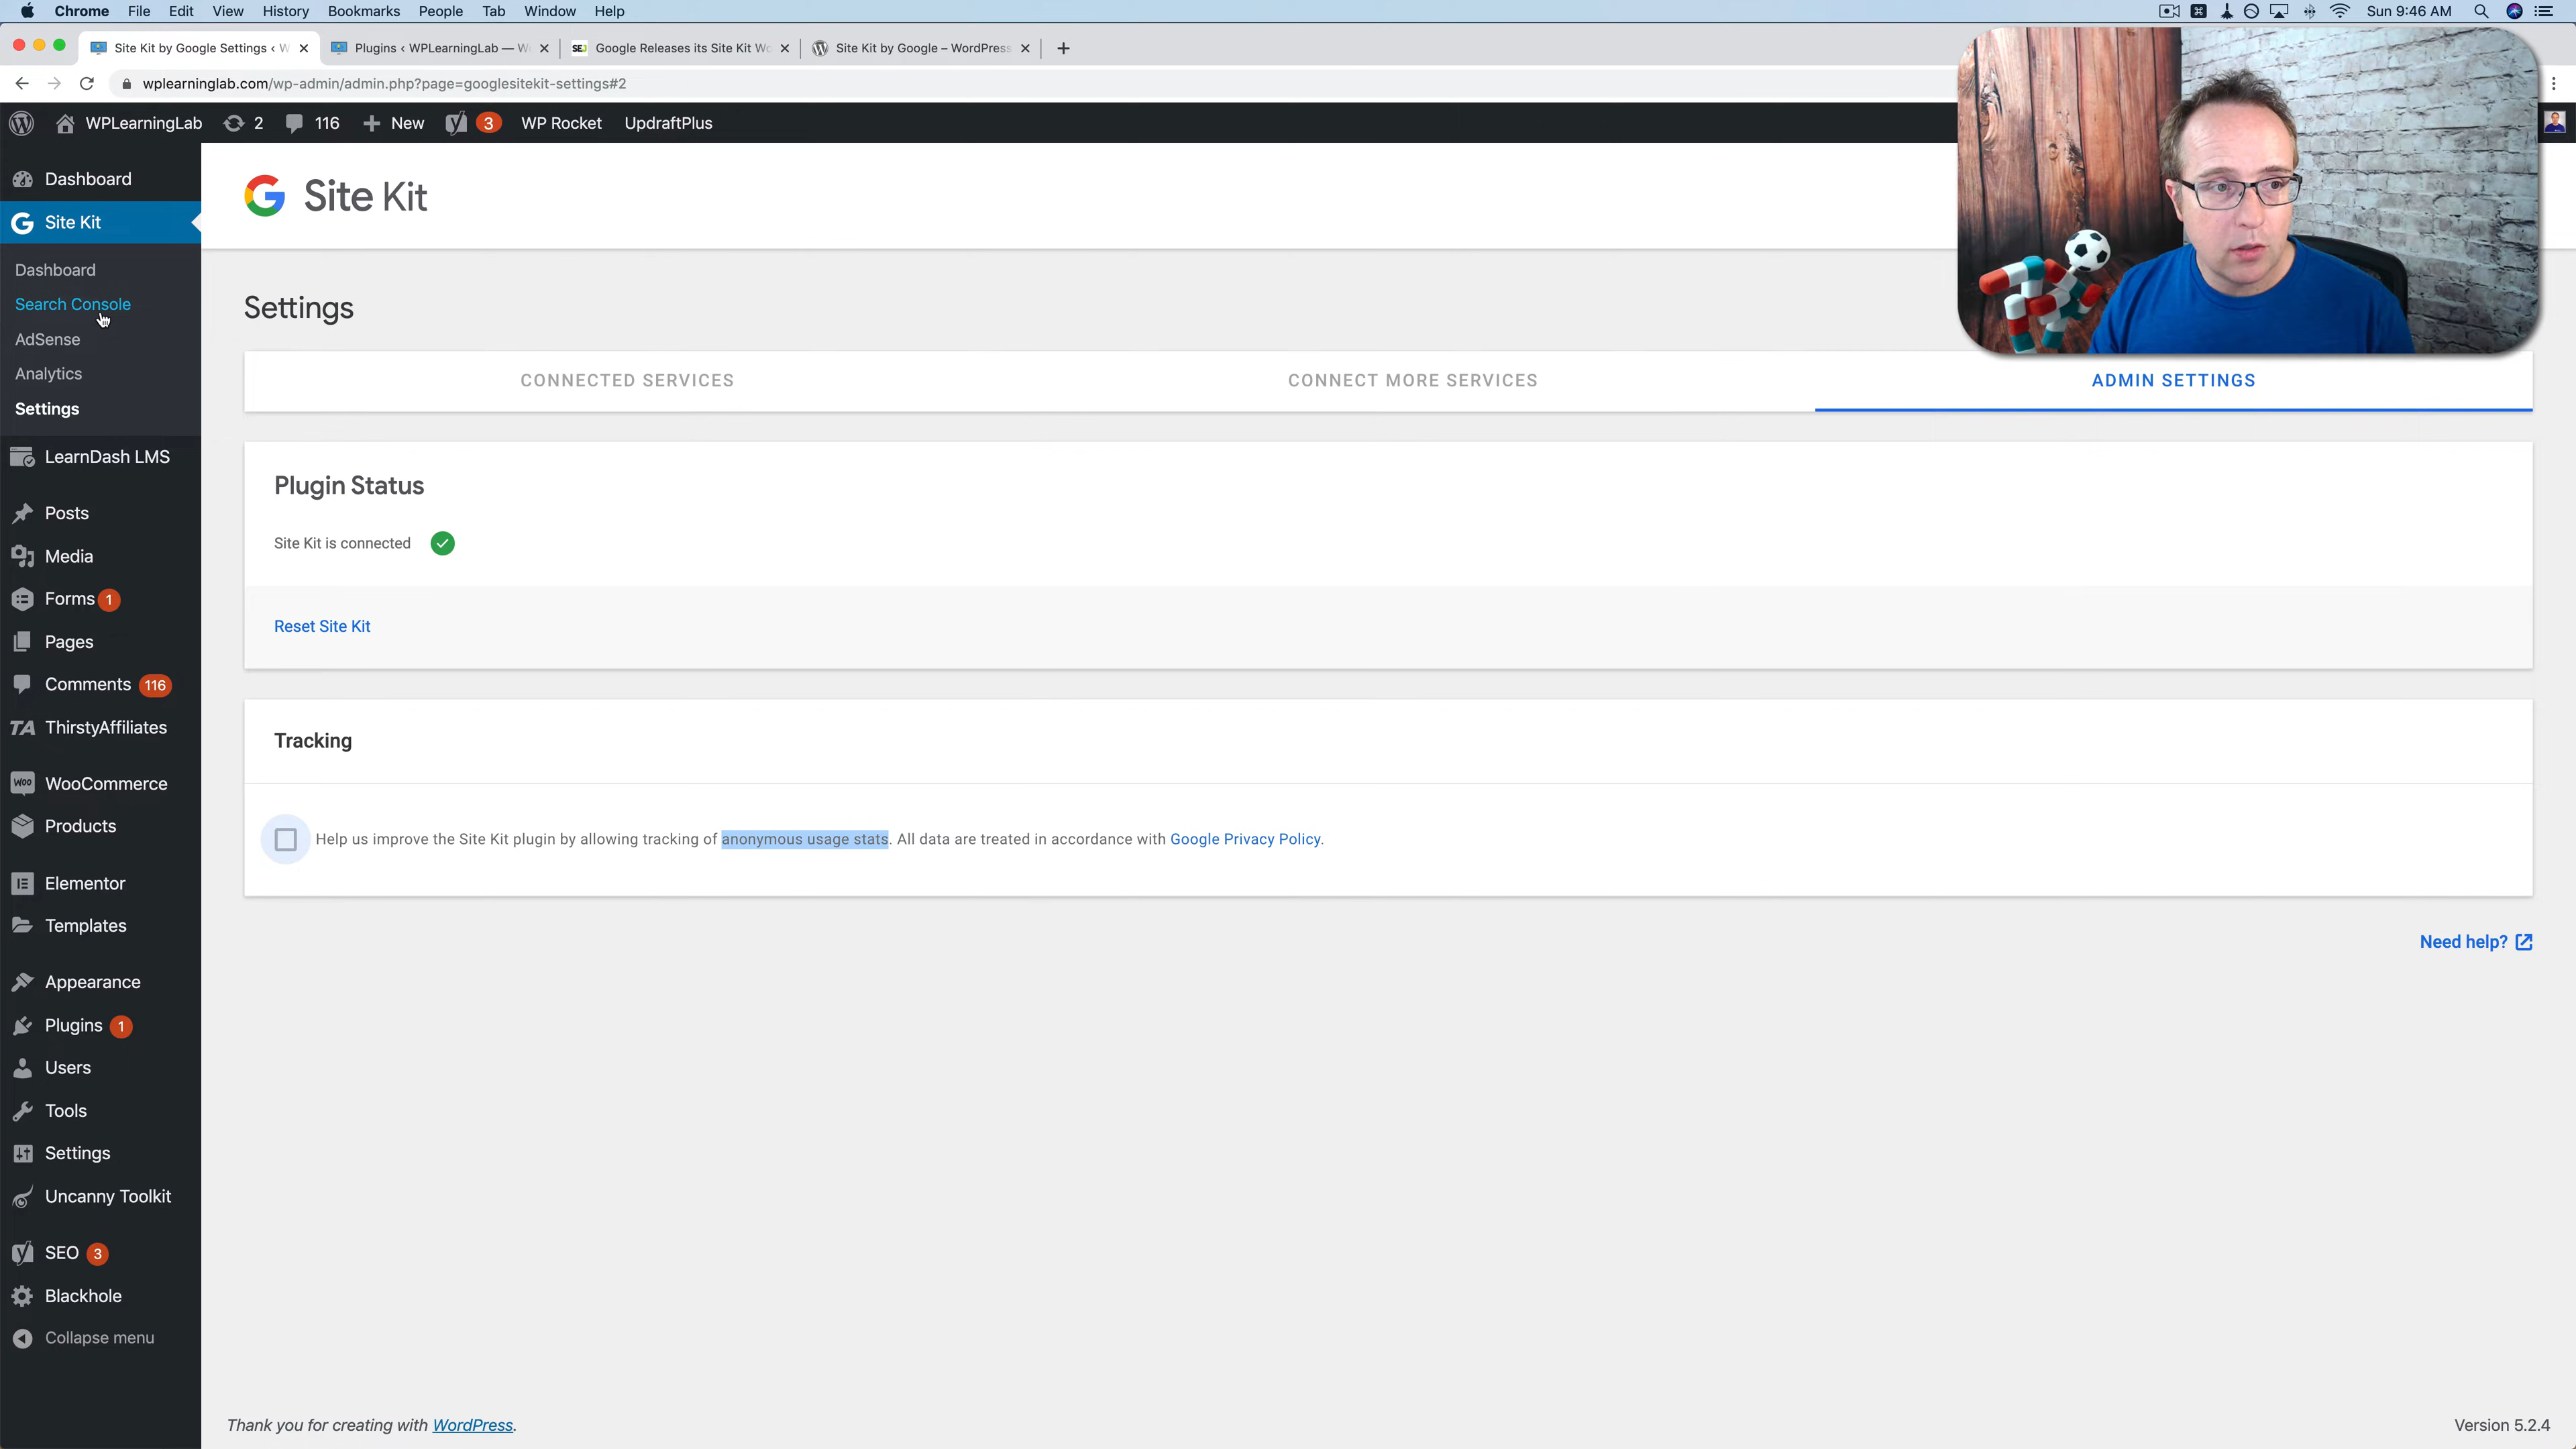 Chrome File Edit View History Bookmarks People Tab Window Help
Sun 9:46 AM
Site Kit by Google Settings ‹ W
Plugins ‹ WPLearningLab — W
SEJ Google Releases its Site Kit Wo
Site Kit by Google – WordPress
wplearninglab.com/wp-admin/admin.php?page=googlesitekit-settings#2
WPLearningLab 2 116 New 3 WP Rocket UpdraftPlus
Dashboard
Site Kit
Dashboard
Search Console
AdSense
Analytics
Settings
LearnDash LMS
Posts
Media
Forms 1
Pages
Comments 116
TA ThirstyAffiliates
Woo WooCommerce
Products
Elementor
Templates
Appearance
Plugins 1
Users
Tools
Settings
Uncanny Toolkit
SEO 3
Blackhole
Collapse menu
Site Kit
Settings
CONNECTED SERVICES
CONNECT MORE SERVICES
ADMIN SETTINGS
Plugin Status
Site Kit is connected
Reset Site Kit
Tracking
Help us improve the Site Kit plugin by allowing tracking of anonymous usage stats. All data are treated in accordance with Google Privacy Policy.
Need help?
Thank you for creating with WordPress.
Version 5.2.4